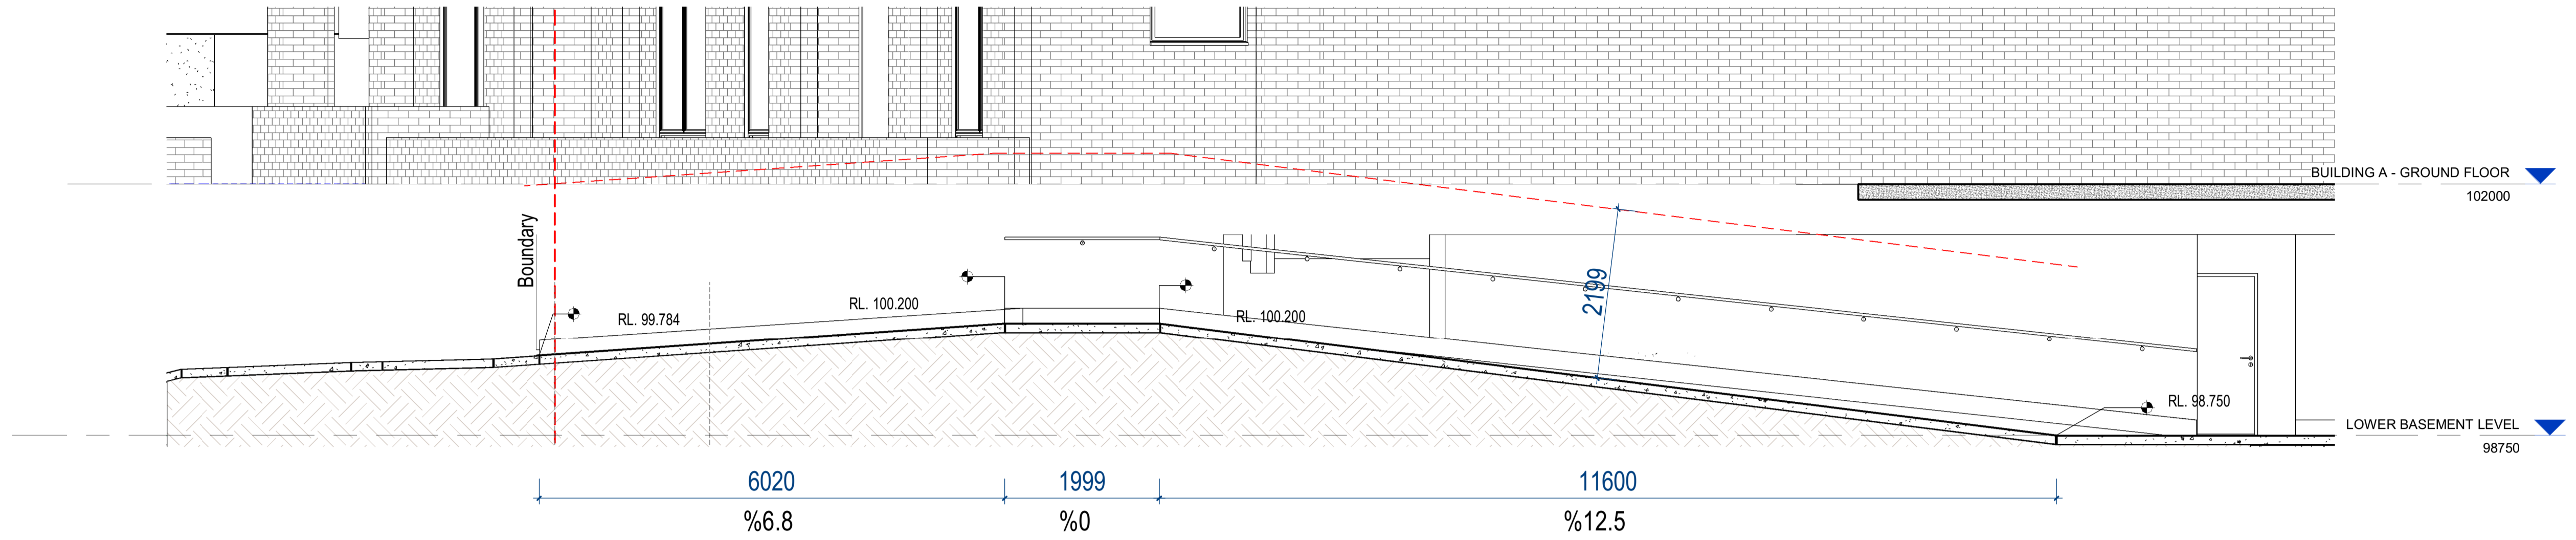 BUILDING A - GROUND FLOOR
102000
Boundary
RL. 99.784
RL. 100.200
RL. 100.200
2199
RL. 98.750
LOWER BASEMENT LEVEL
98750
6020
1999
11600
%6.8
%0
%12.5